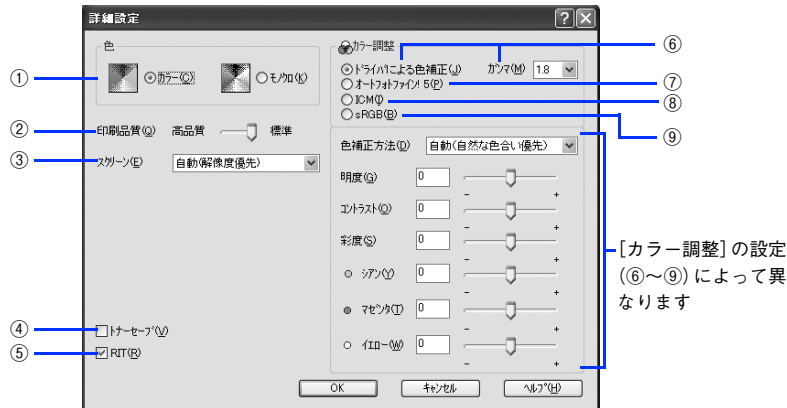 詳細設定
色
カラー(C)
モノクロ(K)
印刷品質(Q) 高品質 標準
スクリーン(E) 自動(解像度優先)
トナーセーブ(V)
RIT(R)
カラー調整
ドライバによる色補正(J) ガンマ(M) 1.8
オートフォトファイン! 5(P)
ICM(I)
sRGB(B)
色補正方法(D) 自動(自然な色合い優先)
明度(G) 0
- +
コントラスト(O) 0
- +
彩度(S) 0
- +
シアン(Y) 0
- +
マゼンタ(T) 0
- +
イエロー(W) 0
- +
OK キャンセル ヘルプ(H)
①
②
③
④
⑤
⑥
⑦
⑧
⑨
[カラー調整]の設定
(⑥~⑨)によって異
なります